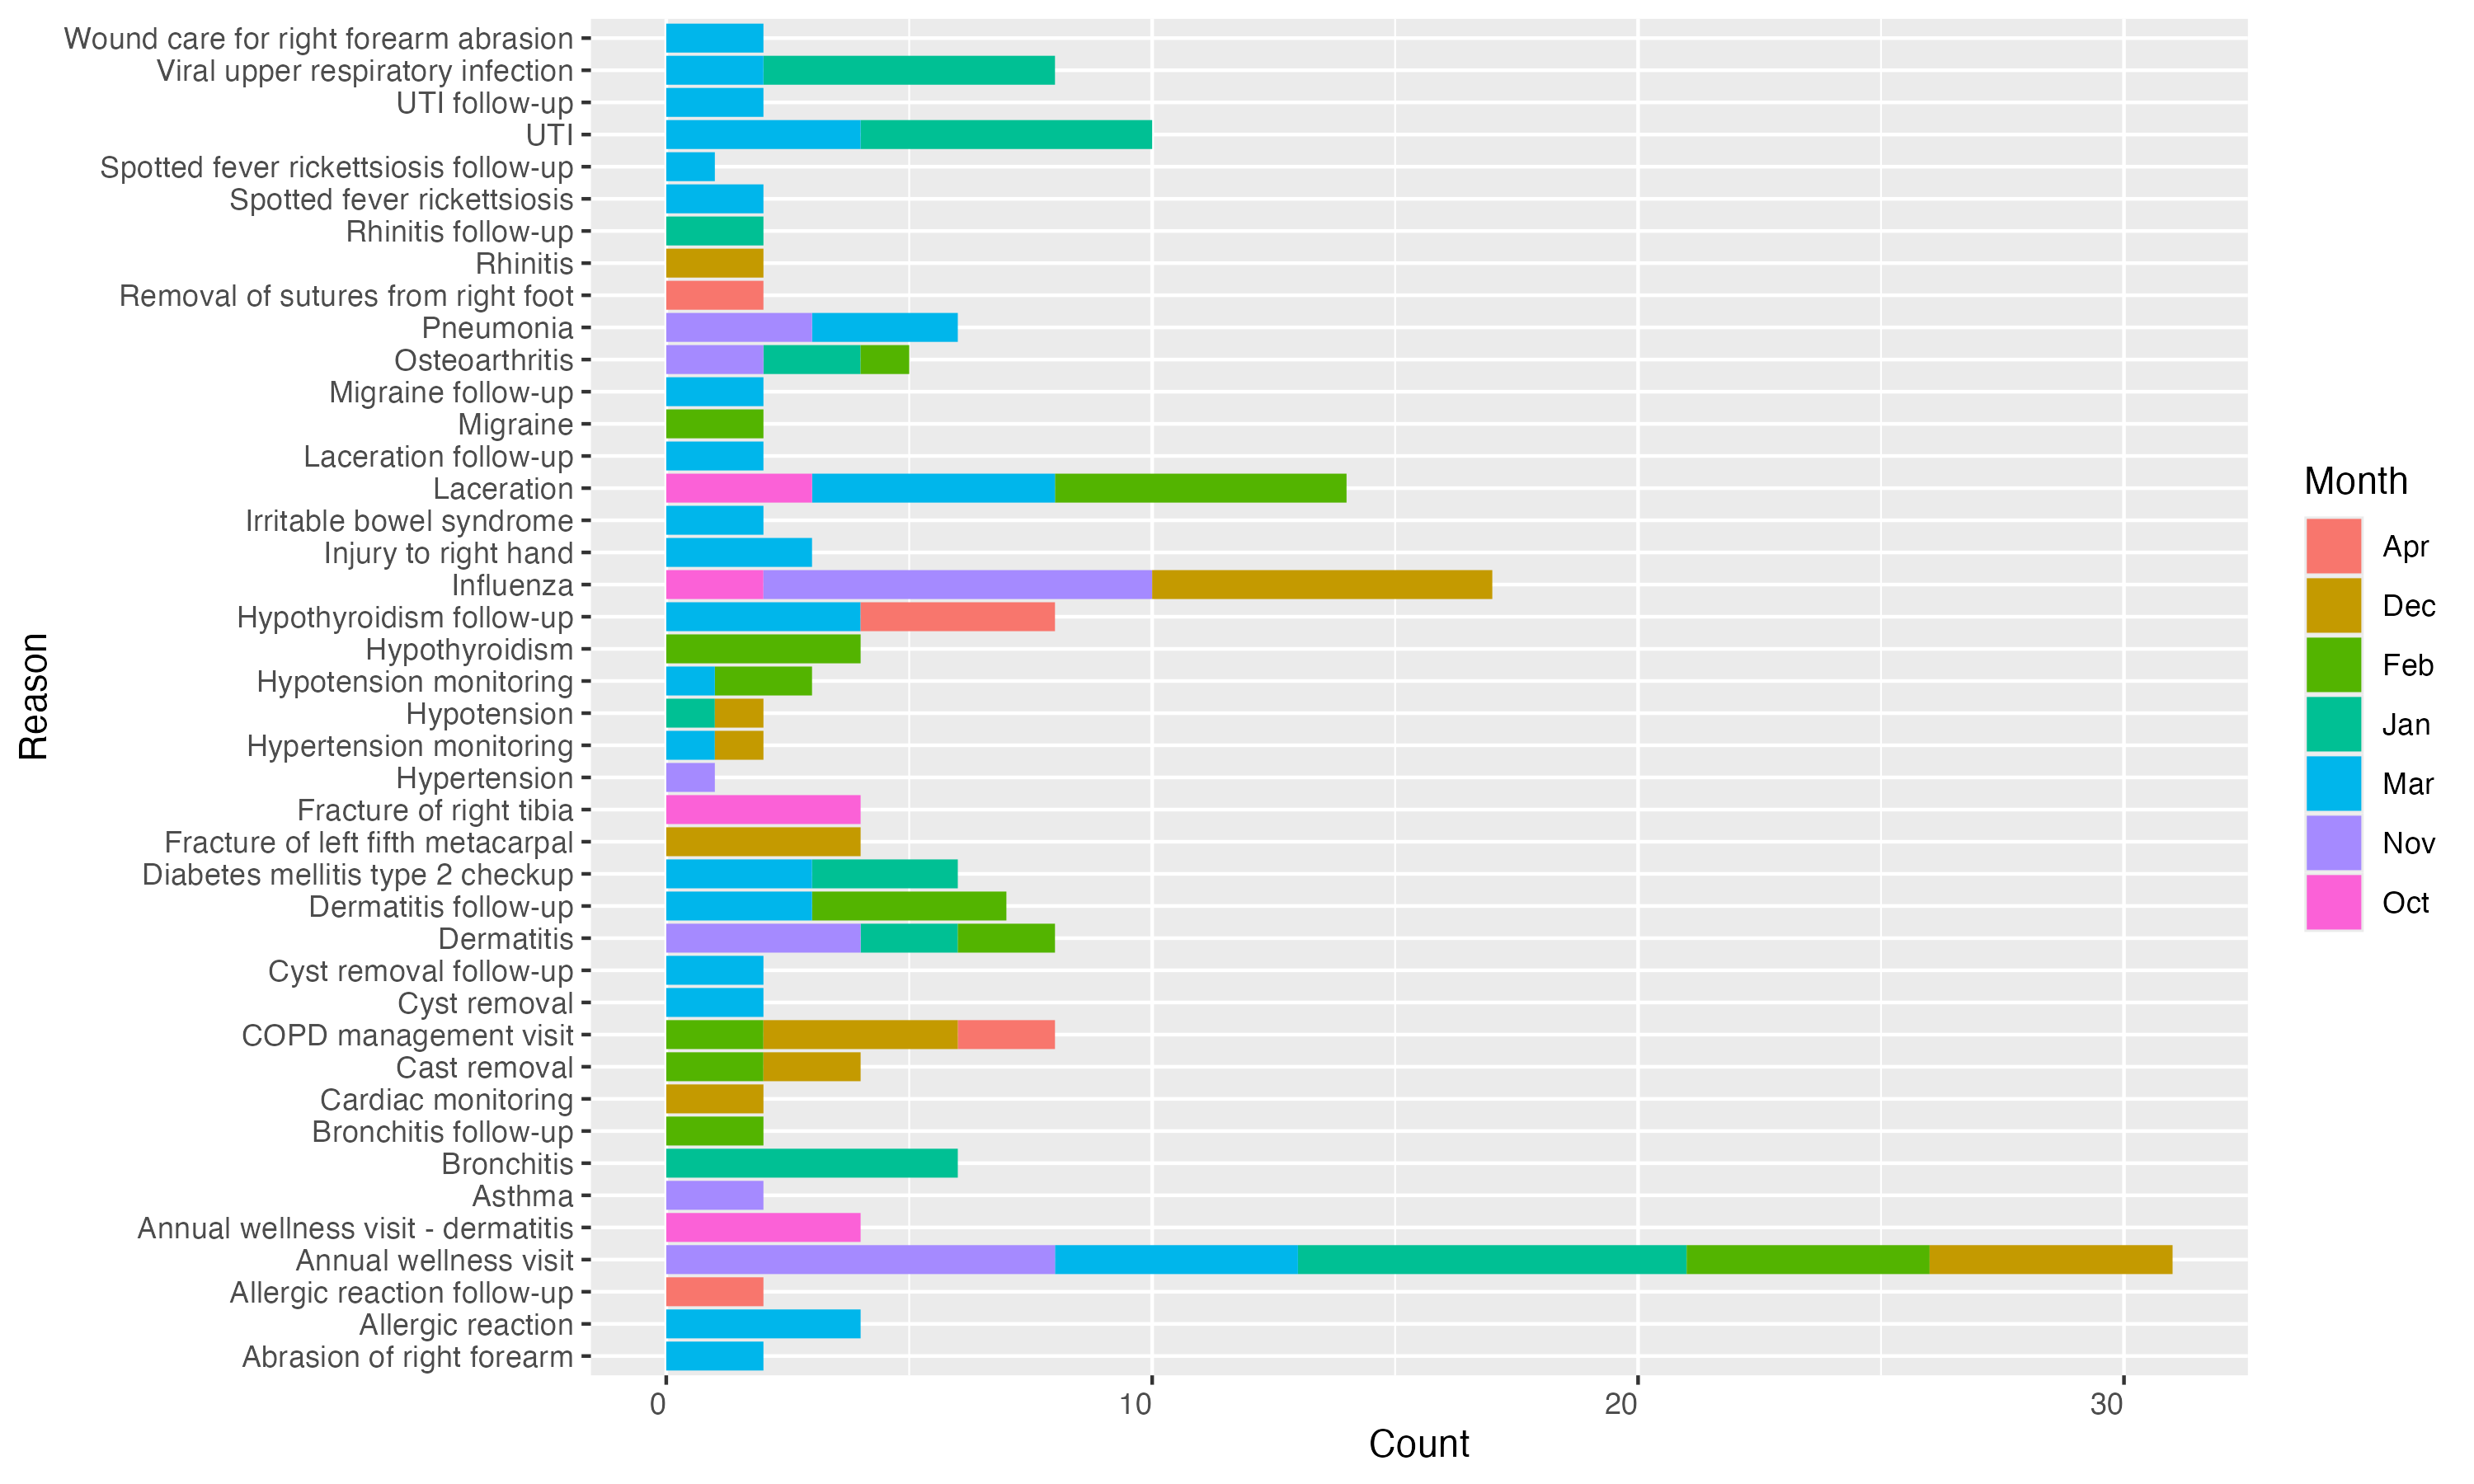 Wound care for right forearm abrasion
Viral upper respiratory infection
UTI follow-up
UTI
Spotted fever rickettsiosis follow-up
Spotted fever rickettsiosis
Rhinitis follow-up
Rhinitis
Removal of sutures from right foot
Pneumonia
Osteoarthritis
Migraine follow-up
Migraine
Laceration follow-up
Laceration
Irritable bowel syndrome
Injury to right hand
Influenza
Hypothyroidism follow-up
Hypothyroidism
Hypotension monitoring
Hypotension
Hypertension monitoring
Hypertension
Fracture of right tibia
Fracture of left fifth metacarpal
Diabetes mellitis type 2 checkup
Dermatitis follow-up
Dermatitis
Cyst removal follow-up
Cyst removal
COPD management visit
Cast removal
Cardiac monitoring
Bronchitis follow-up
Bronchitis
Asthma
Annual wellness visit - dermatitis
Annual wellness visit
Allergic reaction follow-up
Allergic reaction
Abrasion of right forearm
Reason
0 10 20 30
Count
Month
Apr
Dec
Feb
Jan
Mar
Nov
Oct